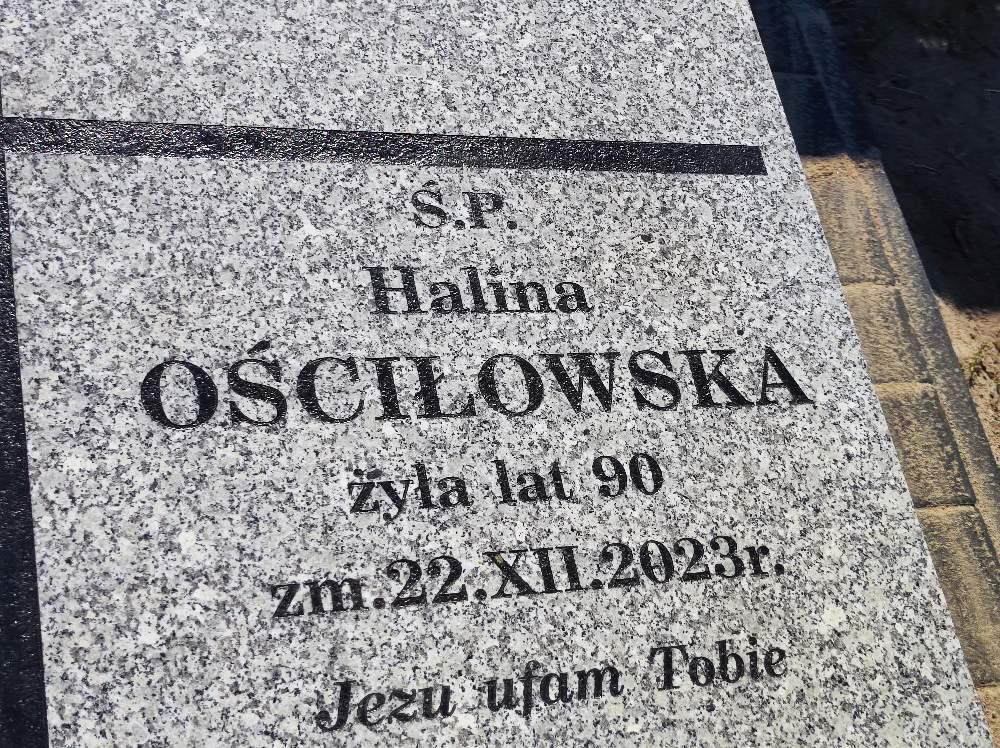 Ś.P.
Halina
OŚCIŁOWSKA
żyła lat 90
zm.22.XII.2023r.
Jezu ufam Tobie